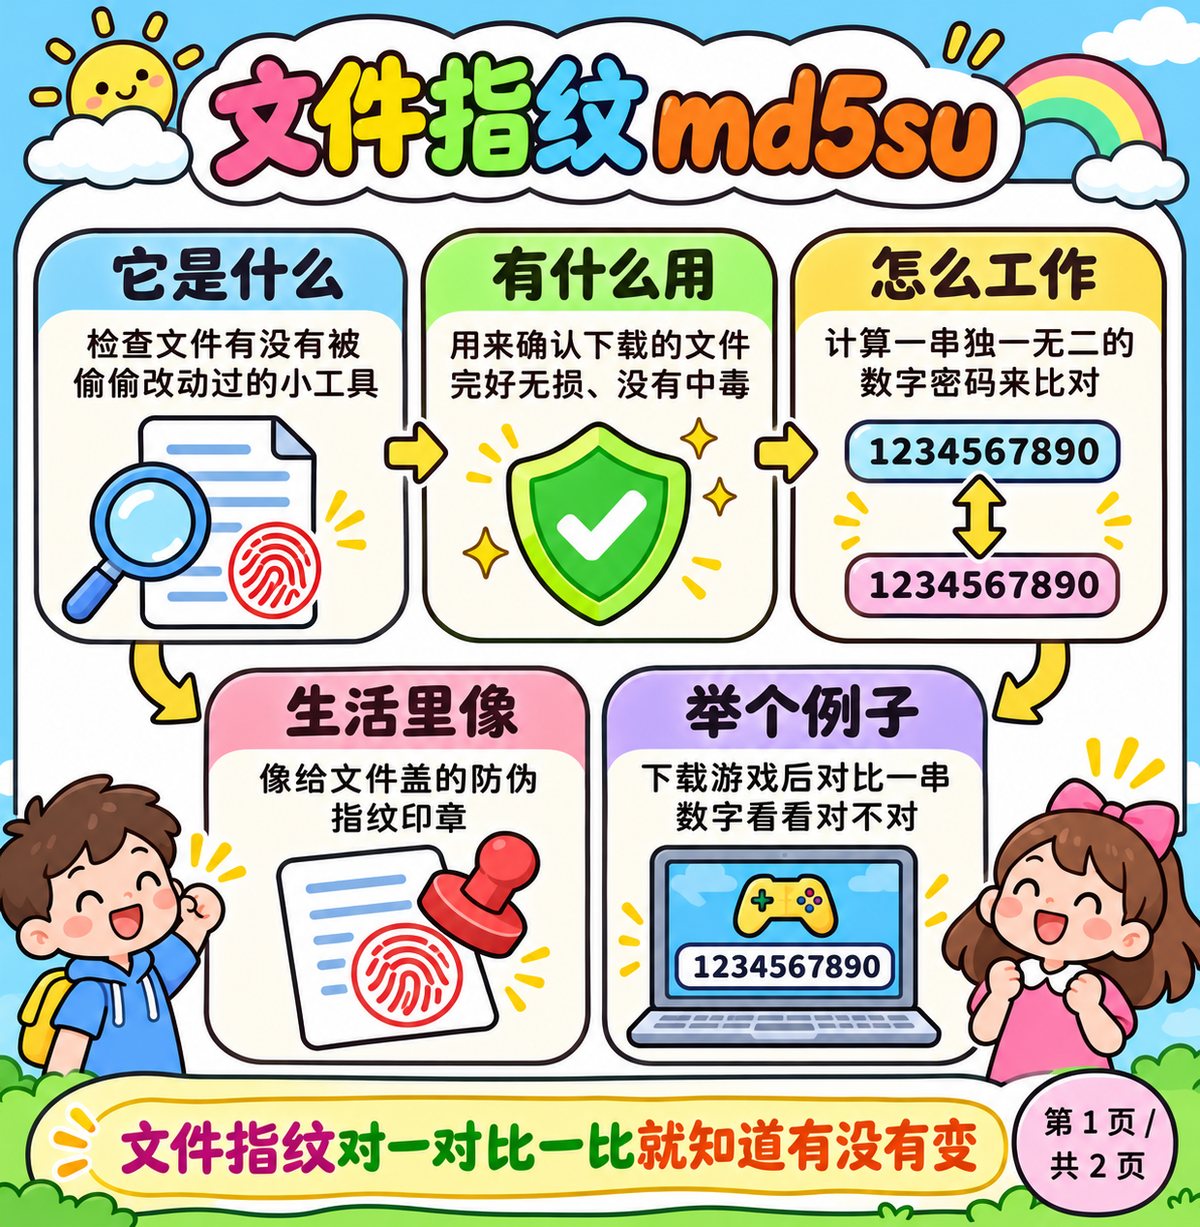 文件指纹 md5su
它是什么
检查文件有没有被
偷偷改动过的小工具
有什么用
用来确认下载的文件
完好无损、没有中毒
怎么工作
计算一串独一无二的
数字密码来比对
1234567890
1234567890
生活里像
像给文件盖的防伪
指纹印章
举个例子
下载游戏后对比一串
数字看看对不对
1234567890
文件指纹对一对比一比就知道有没有变
第 1 页 /
共 2 页